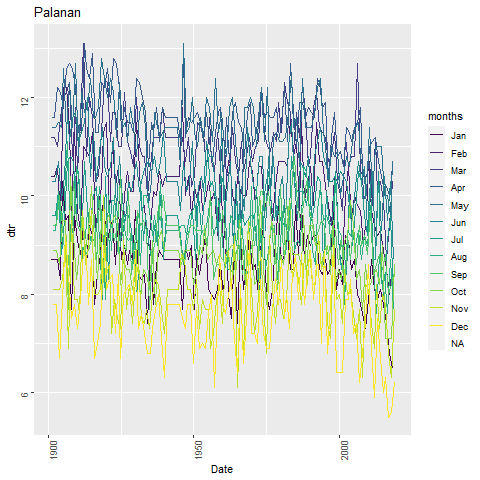 Palanan
dtr
12
10
8
6
1900
1950
2000
Date
months
Jan
Feb
Mar
Apr
May
Jun
Jul
Aug
Sep
Oct
Nov
Dec
NA